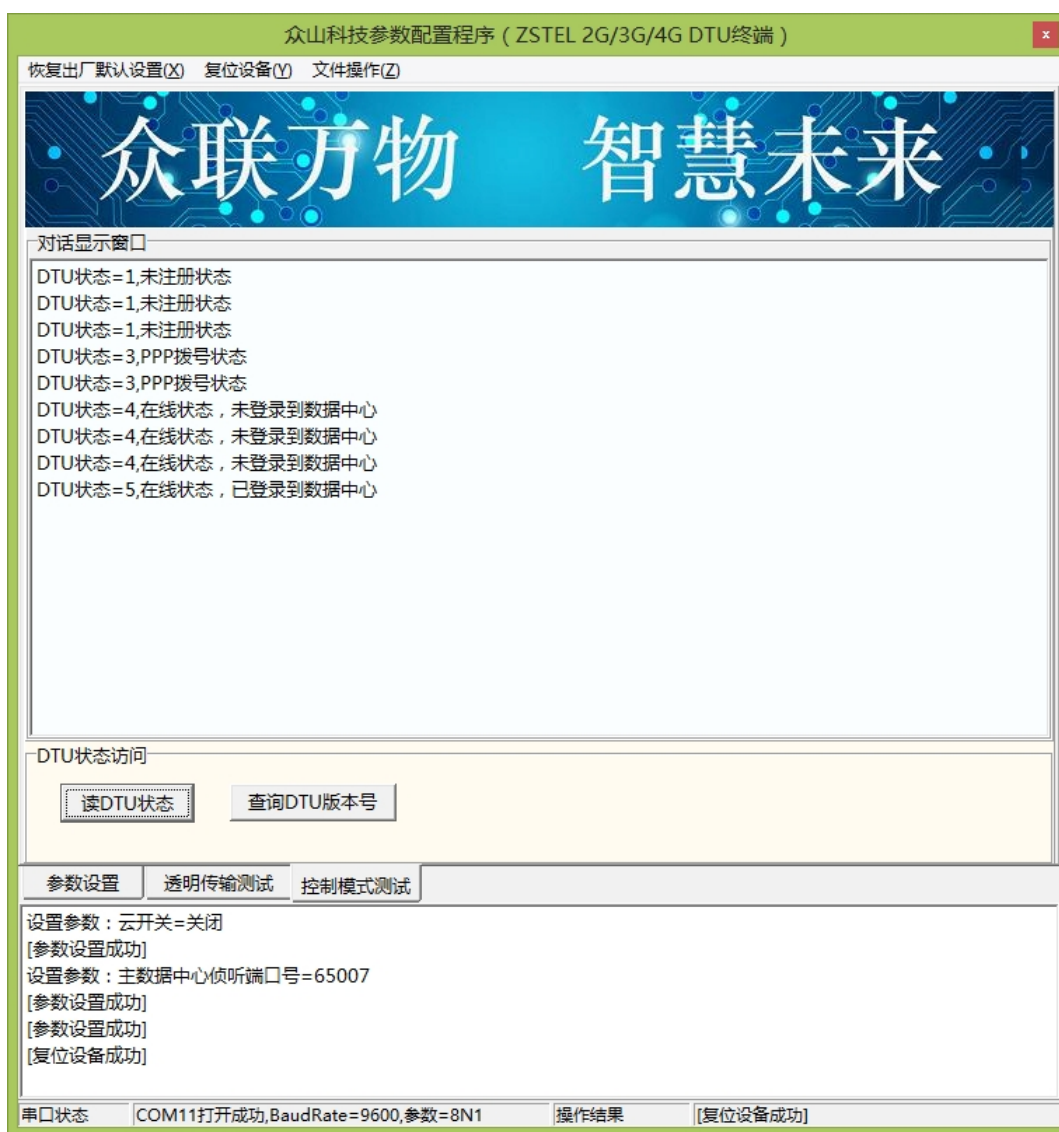 众山科技参数配置程序（ZSTEL 2G/3G/4G DTU终端）
x
恢复出厂默认设置(X) 复位设备(Y) 文件操作(Z)
众联万物 智慧未来
对话显示窗口
DTU状态=1,未注册状态
DTU状态=1,未注册状态
DTU状态=1,未注册状态
DTU状态=3,PPP拨号状态
DTU状态=3,PPP拨号状态
DTU状态=4,在线状态，未登录到数据中心
DTU状态=4,在线状态，未登录到数据中心
DTU状态=4,在线状态，未登录到数据中心
DTU状态=5,在线状态，已登录到数据中心
DTU状态访问
读DTU状态 查询DTU版本号
参数设置 透明传输测试 控制模式测试
设置参数：云开关=关闭
[参数设置成功]
设置参数：主数据中心侦听端口号=65007
[参数设置成功]
[参数设置成功]
[复位设备成功]
串口状态 COM11打开成功,BaudRate=9600,参数=8N1 操作结果 [复位设备成功]